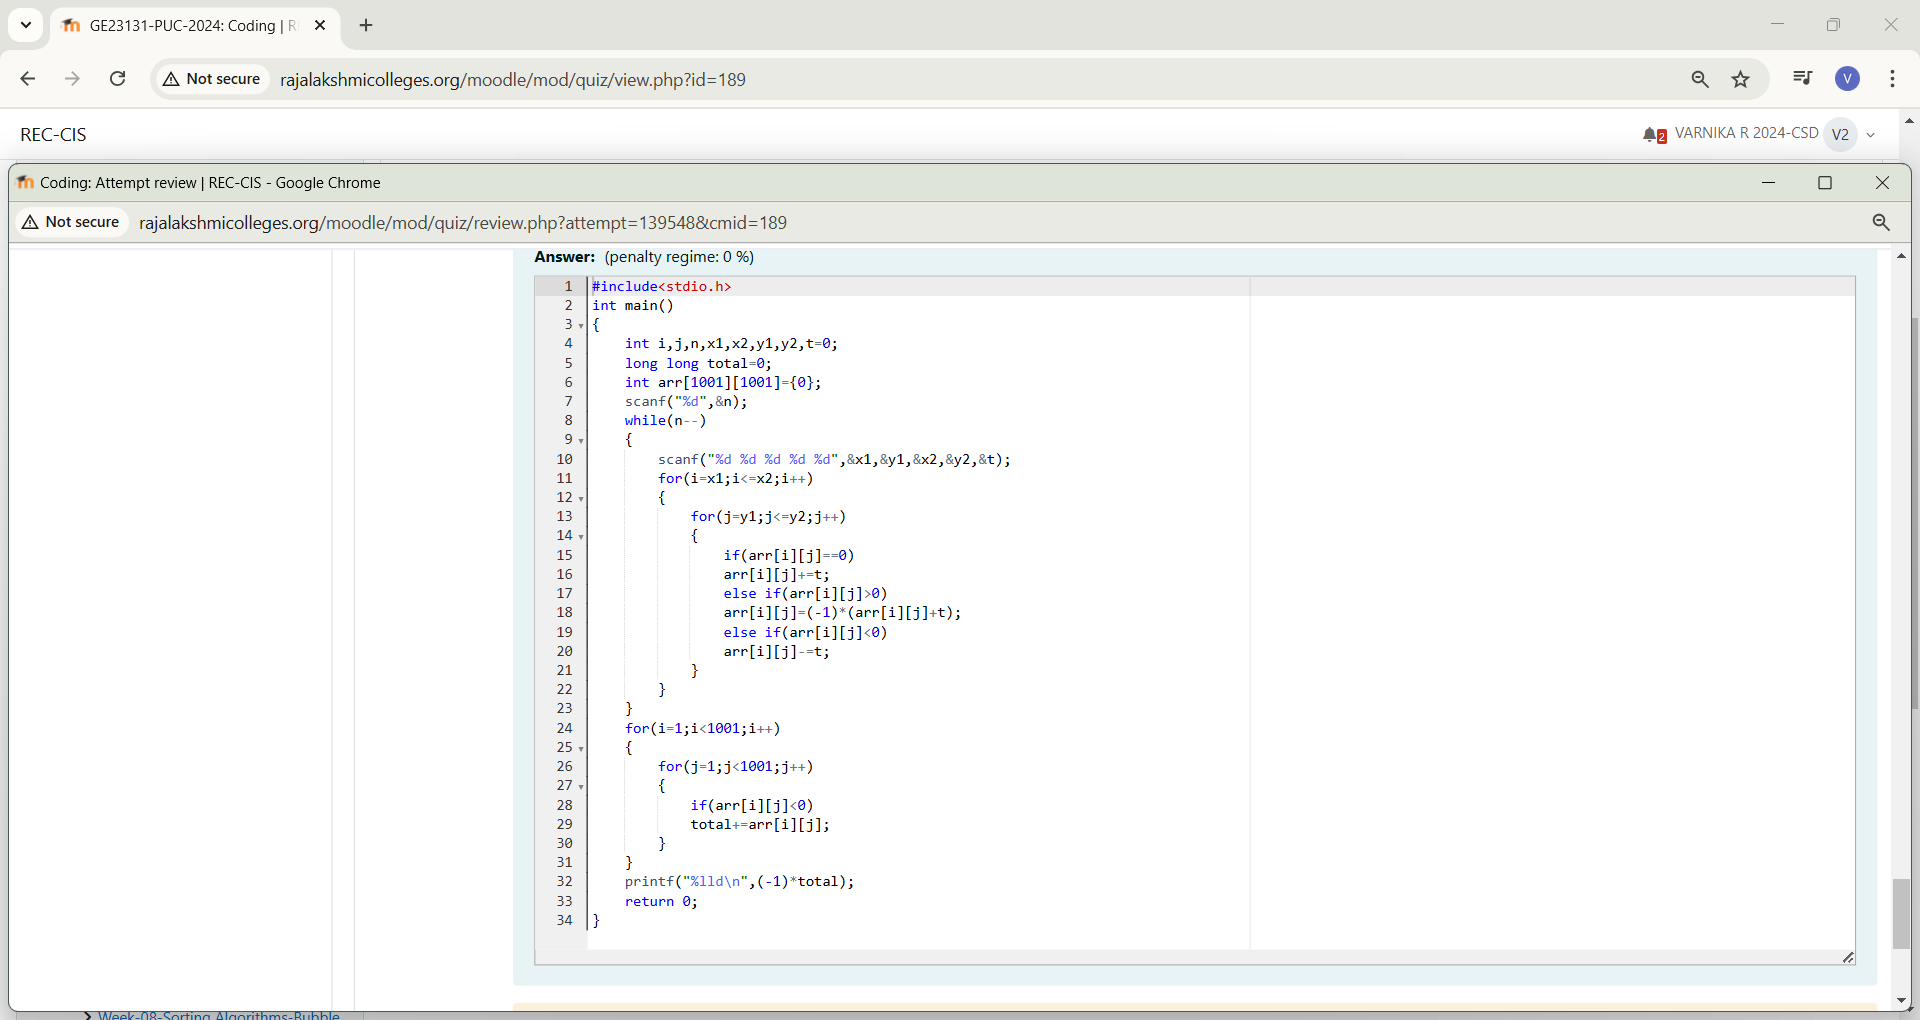 GE23131-PUC-2024: Coding | R
Not secure
rajalakshmicolleges.org/moodle/mod/quiz/view.php?id=189
V
REC-CIS
2
VARNIKA R 2024-CSD
V2
Coding: Attempt review | REC-CIS - Google Chrome
Not secure
rajalakshmicolleges.org/moodle/mod/quiz/review.php?attempt=139548&cmid=189
Answer: (penalty regime: 0 %)
1 #include<stdio.h>
2 int main()
3 {
4 int i,j,n,x1,x2,y1,y2,t=0;
5 long long total=0;
6 int arr[1001][1001]={0};
7 scanf("%d",&n);
8 while(n--)
9 {
10 scanf("%d %d %d %d %d",&x1,&y1,&x2,&y2,&t);
11 for(i=x1;i<=x2;i++)
12 {
13 for(j=y1;j<=y2;j++)
14 {
15 if(arr[i][j]==0)
16 arr[i][j]+=t;
17 else if(arr[i][j]>0)
18 arr[i][j]=(-1)*(arr[i][j]+t);
19 else if(arr[i][j]<0)
20 arr[i][j]-=t;
21 }
22 }
23 }
24 for(i=1;i<1001;i++)
25 {
26 for(j=1;j<1001;j++)
27 {
28 if(arr[i][j]<0)
29 total+=arr[i][j];
30 }
31 }
32 printf("%lld\n",(-1)*total);
33 return 0;
34 }
Week-08-Sorting Algorithms-Bubble